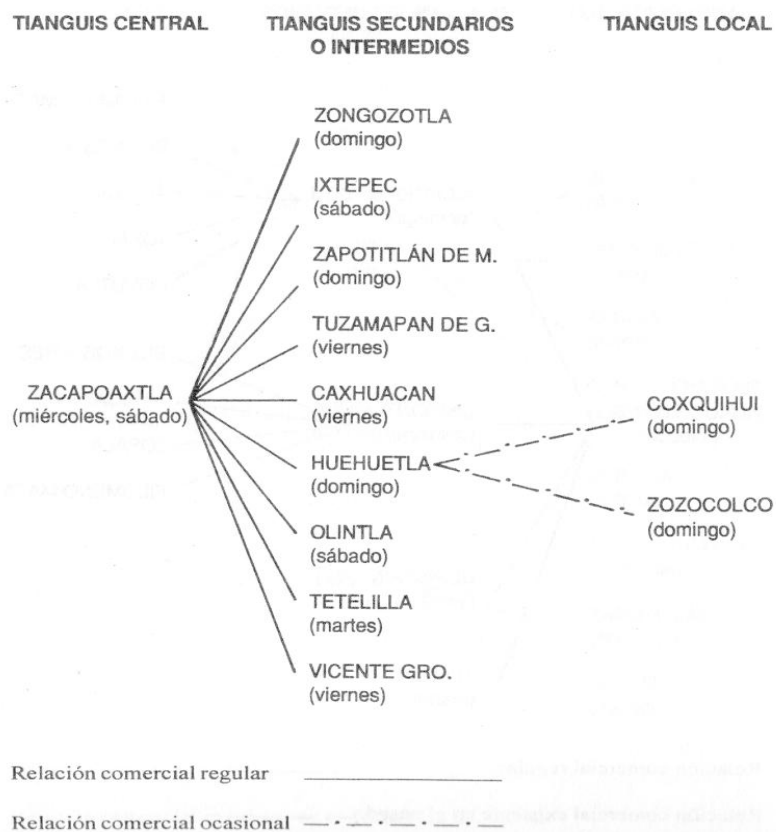 TIANGUIS CENTRAL
TIANGUIS SECUNDARIOS
O INTERMEDIOS
TIANGUIS LOCAL
ZONGOZOTLA
(domingo)
IXTEPEC
(sábado)
ZAPOTITLÁN DE M.
(domingo)
TUZAMAPAN DE G.
(viernes)
ZACAPOAXTLA
(miércoles, sábado)
CAXHUACAN
(viernes)
HUEHUETLA
(domingo)
OLINTLA
(sábado)
TETELILLA
(martes)
VICENTE GRO.
(viernes)
COXQUIHUI
(domingo)
ZOZOCOLCO
(domingo)
Relación comercial regular
Relación comercial ocasional